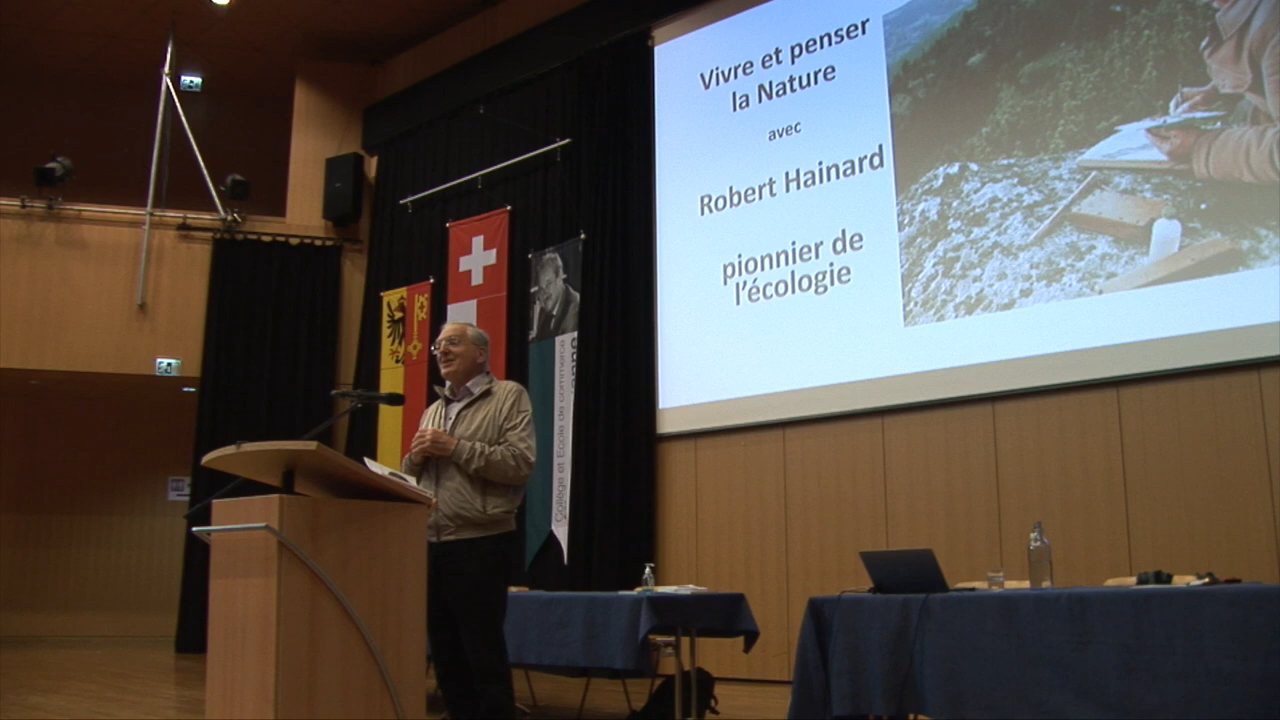 Vivre et penser
la Nature
avec
Robert Hainard
pionnier de
l'écologie
Collège et Ecole de commerce